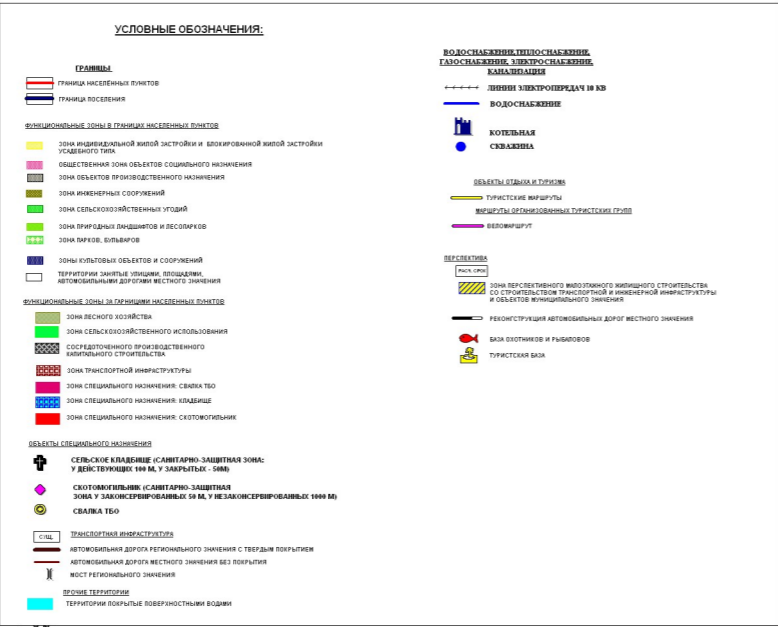 УСЛОВНЫЕ ОБОЗНАЧЕНИЯ:
ГРАНИЦЫ
ГРАНИЦА НАСЕЛЁННЫХ ПУНКТОВ
ГРАНИЦА ПОСЕЛЕНИЯ
ФУНКЦИОНАЛЬНЫЕ ЗОНЫ В ГРАНИЦАХ НАСЕЛЕННЫХ ПУНКТОВ
ЗОНА ИНДИВИДУАЛЬНОЙ ЖИЛОЙ ЗАСТРОЙКИ И БЛОКИРОВАННОЙ ЖИЛОЙ ЗАСТРОЙКИ
УСАДЕБНОГО ТИПА
ОБЩЕСТВЕННАЯ ЗОНА ОБЪЕКТОВ СОЦИАЛЬНОГО НАЗНАЧЕНИЯ
ЗОНА ОБЪЕКТОВ ПРОИЗВОДСТВЕННОГО НАЗНАЧЕНИЯ
ЗОНА ИНЖЕНЕРНЫХ СООРУЖЕНИЙ
ЗОНА СЕЛЬСКОХОЗЯЙСТВЕННЫХ УГОДИЙ
ЗОНА ПРИРОДНЫХ ЛАНДШАФТОВ И ЛЕСОПАРКОВ
ЗОНА ПАРКОВ, БУЛЬВАРОВ
ЗОНЫ КУЛЬТОВЫХ ОБЪЕКТОВ И СООРУЖЕНИЙ
ТЕРРИТОРИИ ЗАНЯТЫЕ УЛИЦАМИ, ПЛОЩАДЯМИ,
АВТОМОБИЛЬНЫМИ ДОРОГАМИ МЕСТНОГО ЗНАЧЕНИЯ
ФУНКЦИОНАЛЬНЫЕ ЗОНЫ ЗА ГАРНИЦАМИ НАСЕЛЕННЫХ ПУНКТОВ
ЗОНА ЛЕСНОГО ХОЗЯЙСТВА
ЗОНА СЕЛЬСКОХОЗЯЙСТВЕННОГО ИСПОЛЬЗОВАНИЯ
СОСРЕДОТОЧЕННОГО ПРОИЗВОДСТВЕННОГО
КАПИТАЛЬНОГО СТРОИТЕЛЬСТВА
ЗОНА ТРАНСПОРТНОЙ ИНФРАСТРУКТУРЫ
ЗОНА СПЕЦИАЛЬНОГО НАЗНАЧЕНИЯ: СВАЛКА ТБО
ЗОНА СПЕЦИАЛЬНОГО НАЗНАЧЕНИЯ: КЛАДБИЩЕ
ЗОНА СПЕЦИАЛЬНОГО НАЗНАЧЕНИЯ: СКОТОМОГИЛЬНИК
ОБЪЕКТЫ СПЕЦИАЛЬНОГО НАЗНАЧЕНИЯ
СЕЛЬСКОЕ КЛАДБИЩЕ (САНИТАРНО-ЗАЩИТНАЯ ЗОНА:
У ДЕЙСТВУЮЩИХ 100 М, У ЗАКРЫТЫХ - 50М)
СКОТОМОГИЛЬНИК (САНИТАРНО-ЗАЩИТНАЯ
ЗОНА У ЗАКОНСЕРВИРОВАННЫХ 50 М, У НЕЗАКОНСЕРВИРОВАННЫХ 1000 М)
СВАЛКА ТБО
СУЩ.
ТРАНСПОРТНАЯ ИНФРАСТРУКТУРА
АВТОМОБИЛЬНАЯ ДОРОГА РЕГИОНАЛЬНОГО ЗНАЧЕНИЯ С ТВЕРДЫМ ПОКРЫТИЕМ
АВТОМОБИЛЬНАЯ ДОРОГА МЕСТНОГО ЗНАЧЕНИЯ БЕЗ ПОКРЫТИЯ
МОСТ РЕГИОНАЛЬНОГО ЗНАЧЕНИЯ
ПРОЧИЕ ТЕРРИТОРИИ
ТЕРРИТОРИИ ПОКРЫТЫЕ ПОВЕРХНОСТНЫМИ ВОДАМИ
ВОДОСНАБЖЕНИЕ,ТЕПЛОСНАБЖЕНИЕ,
ГАЗОСНАБЖЕНИЕ, ЭЛЕКТРОСНАБЖЕНИЕ,
КАНАЛИЗАЦИЯ
ЛИНИИ ЭЛЕКТРОПЕРЕДАЧ 10 КВ
ВОДОСНАБЖЕНИЕ
КОТЕЛЬНАЯ
СКВАЖИНА
ОБЪЕКТЫ ОТДЫХА И ТУРИЗМА
ТУРИСТСКИЕ МАРШРУТЫ
МАРШРУТЫ ОРГАНИЗОВАННЫХ ТУРИСТСКИХ ГРУПП
ВЕЛОМАРШРУТ
ПЕРСПЕКТИВА
РАСЧ. СРОК
ЗОНА ПЕРСПЕКТИВНОГО МАЛОЭТАЖНОГО ЖИЛИЩНОГО СТРОИТЕЛЬСТВА
СО СТРОИТЕЛЬСТВОМ ТРАНСПОРТНОЙ И ИНЖЕНЕРНОЙ ИНФРАСТРУКТУРЫ
И ОБЪЕКТОВ МУНИЦИПАЛЬНОГО ЗНАЧЕНИЯ
РЕКОНГСТРУКЦИЯ АВТОМОБИЛЬНЫХ ДОРОГ МЕСТНОГО ЗНАЧЕНИЯ
БАЗА ОХОТНИКОВ И РЫБАЛОВОВ
ТУРИСТСКАЯ БАЗА